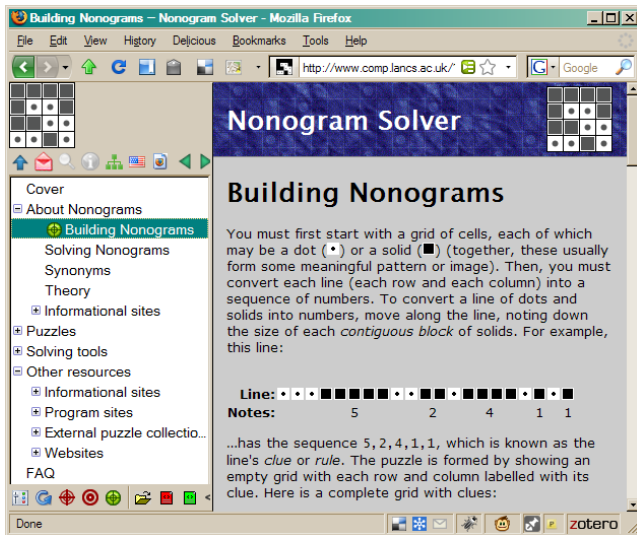 Building Nonograms — Nonogram Solver - Mozilla Firefox
File Edit View History Delicious Bookmarks Tools Help
http://www.comp.lancs.ac.uk/ Google
Nonogram Solver
Cover
About Nonograms
Building Nonograms
Solving Nonograms
Synonyms
Theory
Informational sites
Puzzles
Solving tools
Other resources
Informational sites
Program sites
External puzzle collectio...
Websites
FAQ
Building Nonograms
You must first start with a grid of cells, each of which
may be a dot (·) or a solid (■) (together, these usually
form some meaningful pattern or image). Then, you must
convert each line (each row and each column) into a
sequence of numbers. To convert a line of dots and
solids into numbers, move along the line, noting down
the size of each contiguous block of solids. For example,
this line:
Line:
Notes: 5 2 4 1 1
...has the sequence 5,2,4,1,1, which is known as the
line's clue or rule. The puzzle is formed by showing an
empty grid with each row and column labelled with its
clue. Here is a complete grid with clues:
Done zotero